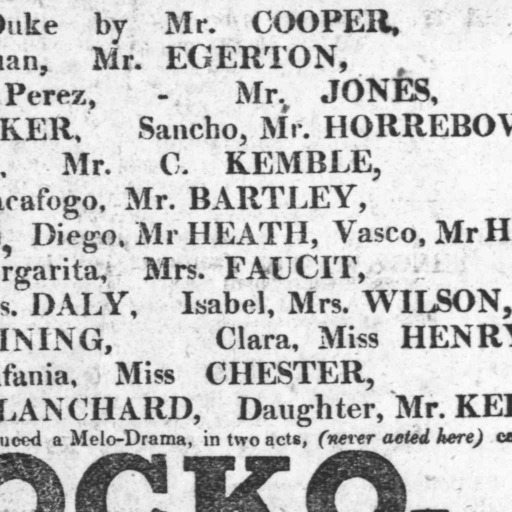 Duke by Mr. COOPER,
nan, Mr. EGERTON,
Perez, - Mr. JONES,
KER, Sancho, Mr. HORREBOW
, Mr. C. KEMBLE,
acafogo, Mr. BARTLEY,
, Diego, Mr HEATH, Vasco, Mr H
rgarita, Mrs. FAUCIT,
s. DALY, Isabel, Mrs. WILSON,
INING, Clara, Miss HENRY
fania, Miss CHESTER,
LANCHARD, Daughter, Mr. KE
uced a Melo-Drama, in two acts, (never acted here) ca
OCKO,